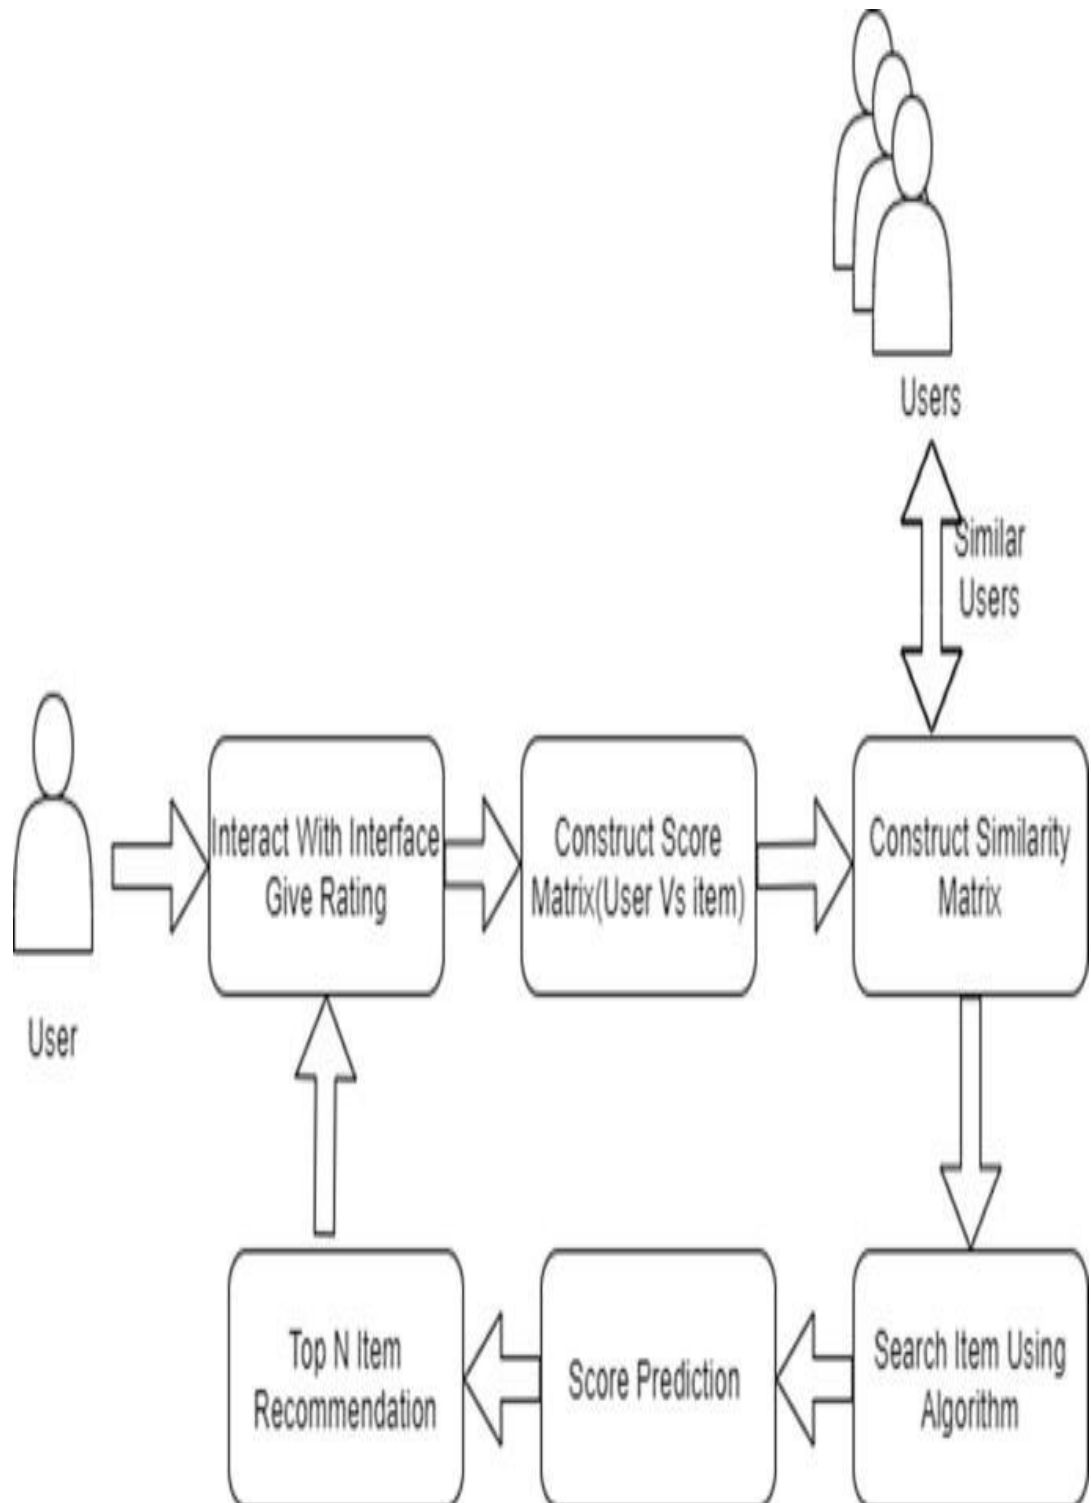 Users
Similar
Users
Interact With Interface
Give Rating
Construct Score
Matrix(User Vs item)
Construct Similarity
Matrix
User
Top N Item
Recommendation
Score Prediction
Search Item Using
Algorithm